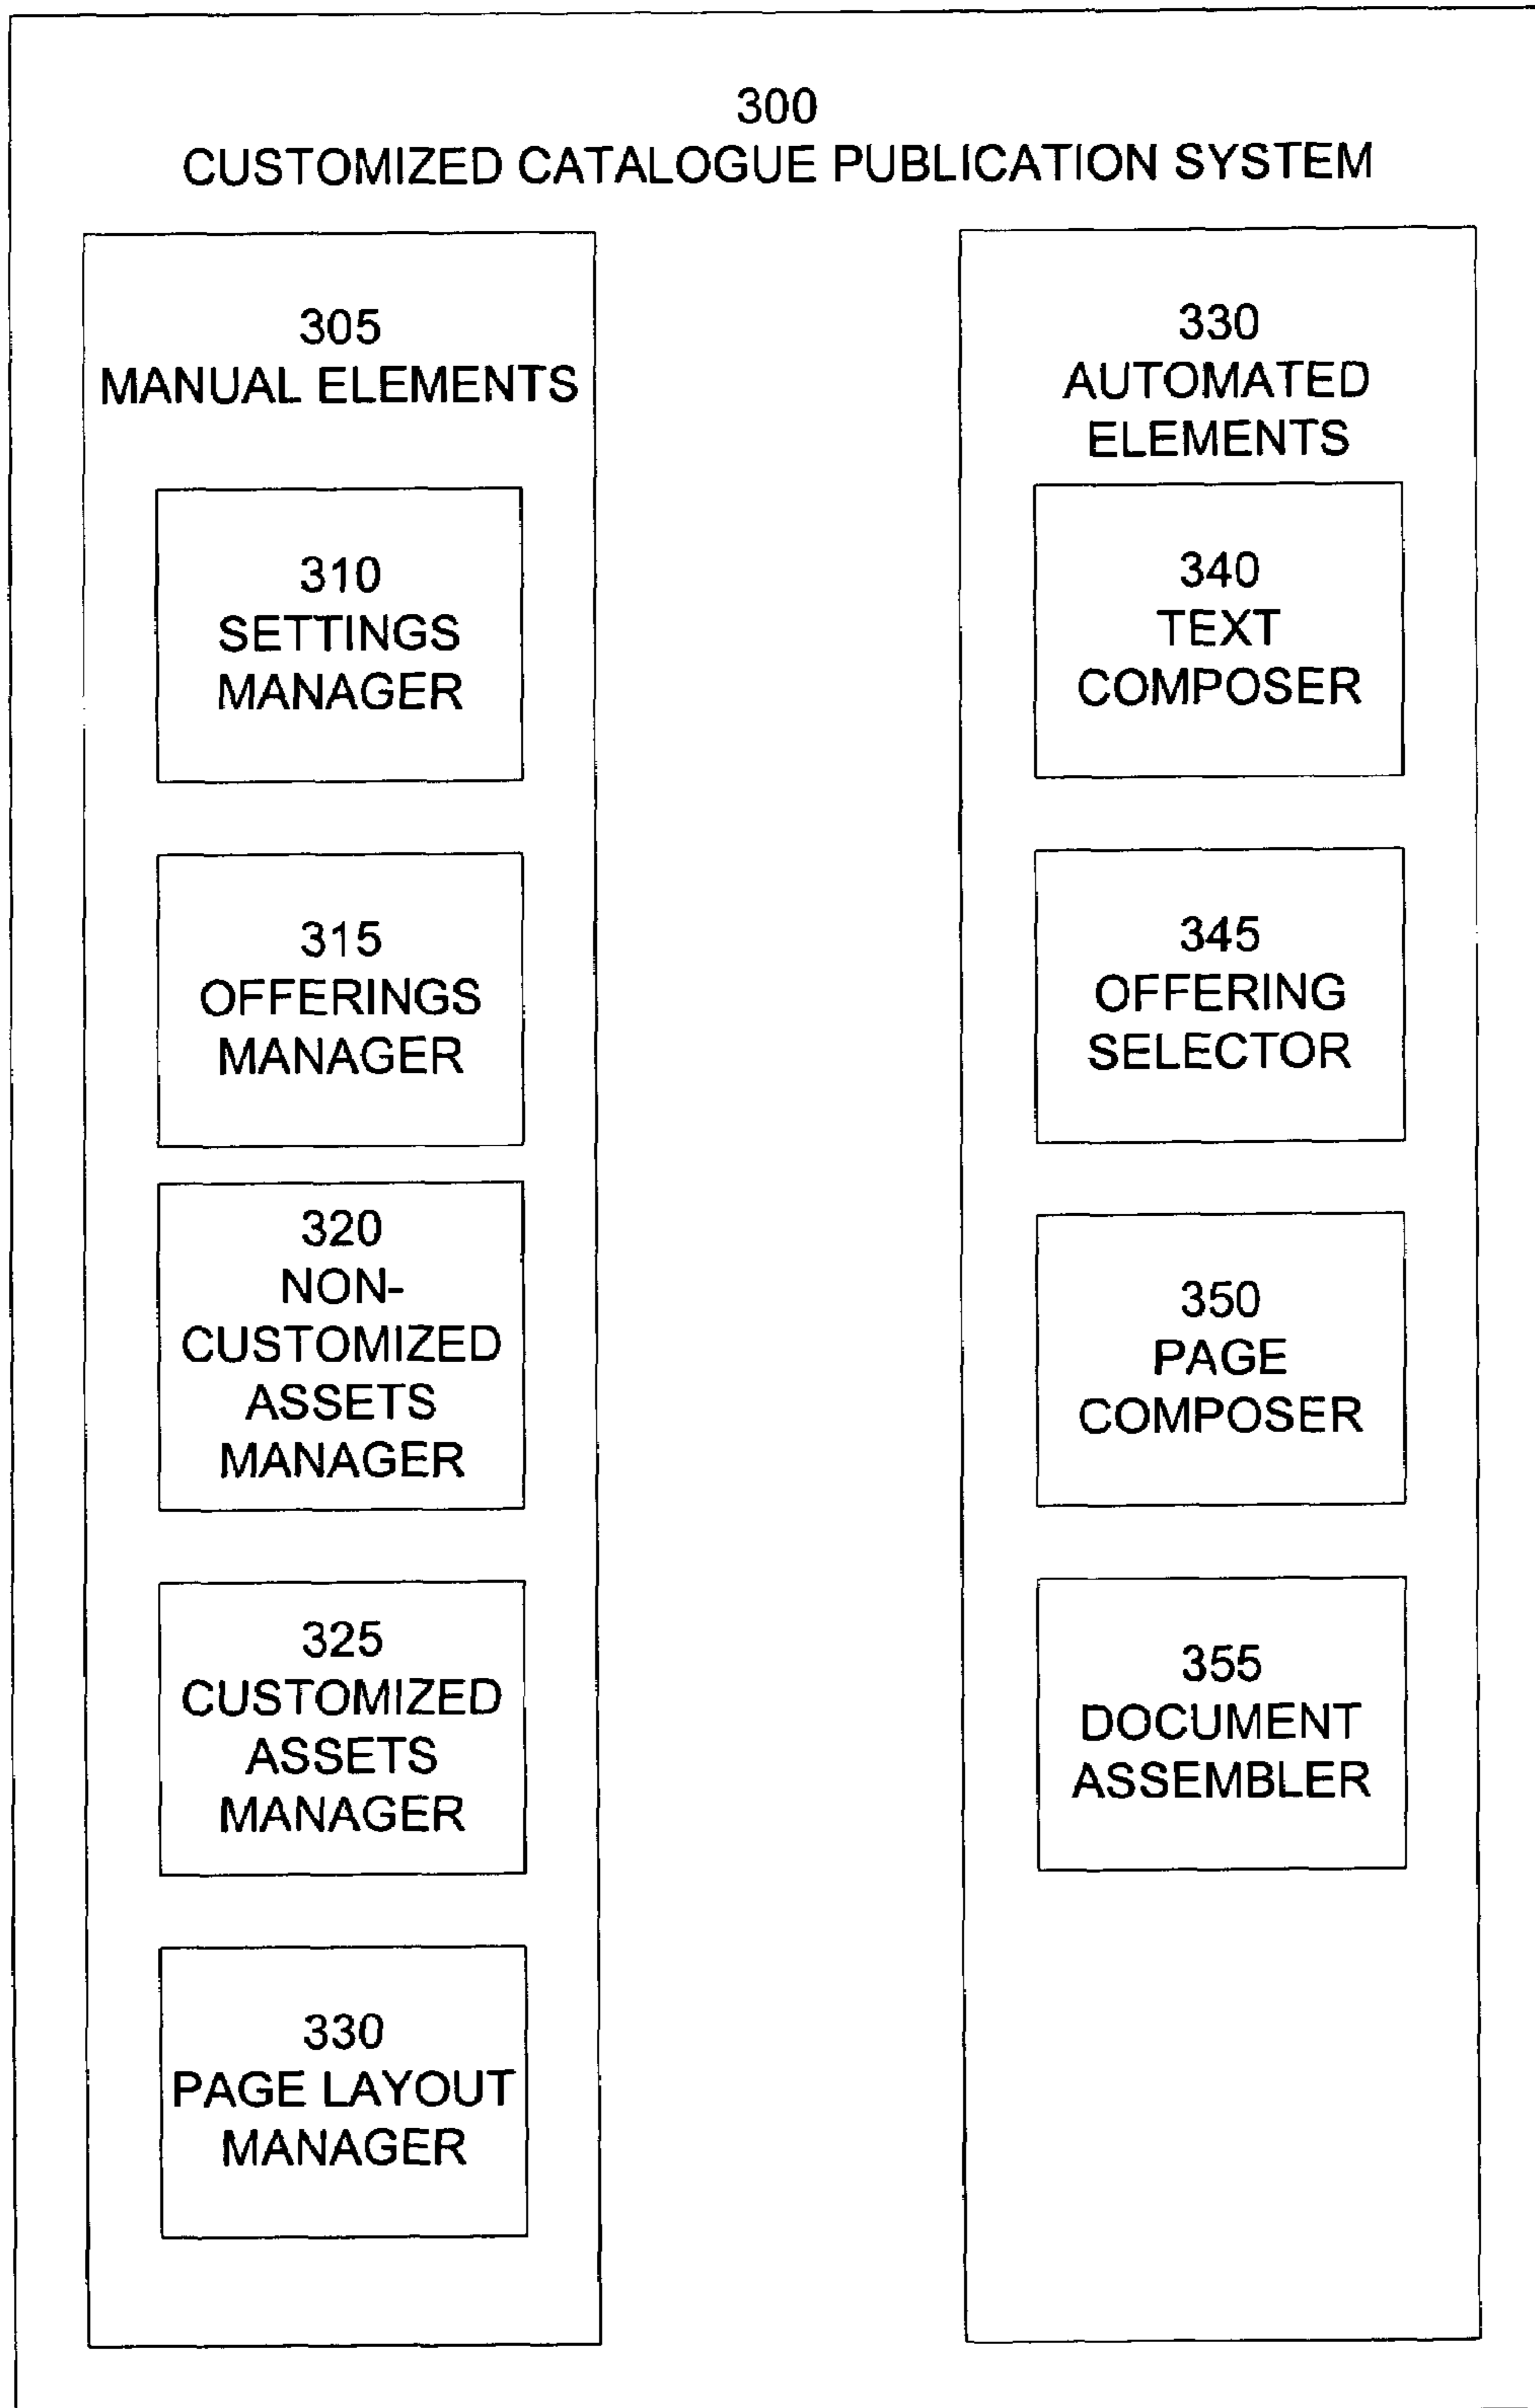 300
CUSTOMIZED CATALOGUE PUBLICATION SYSTEM
305
MANUAL ELEMENTS
310
SETTINGS
MANAGER
315
OFFERINGS
MANAGER
320
NON-
CUSTOMIZED
ASSETS
MANAGER
325
CUSTOMIZED
ASSETS
MANAGER
330
PAGE LAYOUT
MANAGER
330
AUTOMATED
ELEMENTS
340
TEXT
COMPOSER
345
OFFERING
SELECTOR
350
PAGE
COMPOSER
355
DOCUMENT
ASSEMBLER